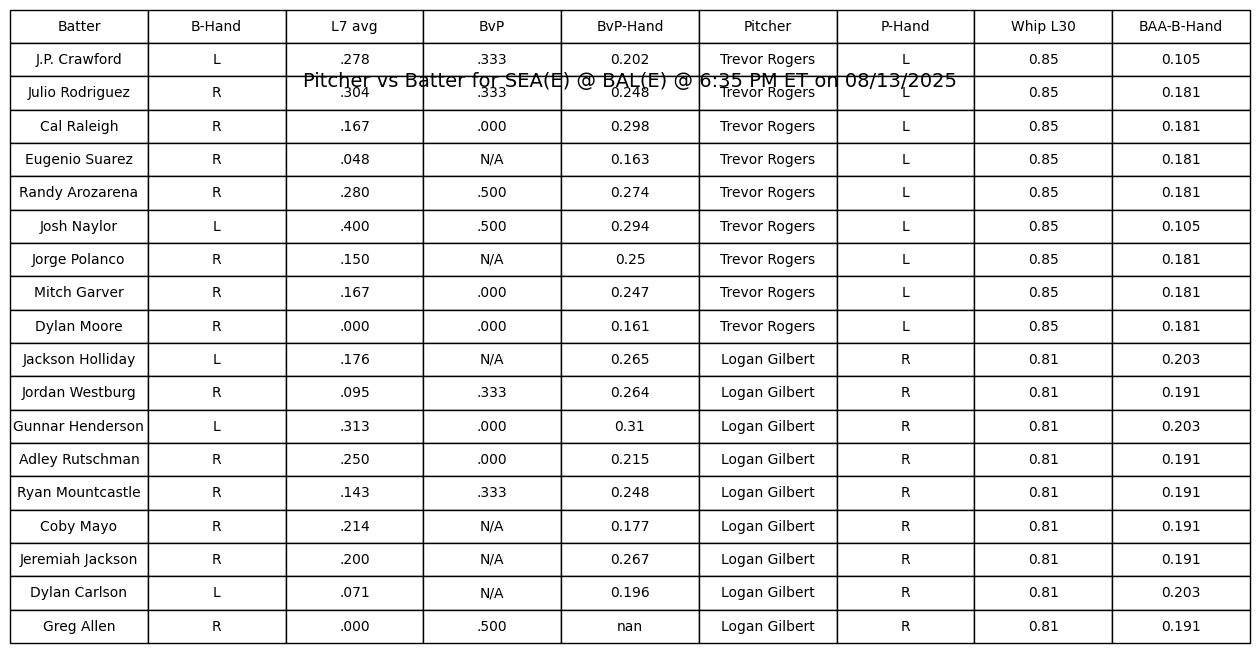 Batter B-Hand L7 avg BvP BvP-Hand Pitcher P-Hand Whip L30 BAA-B-Hand
J.P. Crawford L .278 .333 0.202 Trevor Rogers L 0.85 0.105
Pitcher vs Batter for SEA(E) @ BAL(E) @ 6:35 PM ET on 08/13/2025
Julio Rodriguez R .304 .333 0.248 Trevor Rogers L 0.85 0.181
Cal Raleigh R .167 .000 0.298 Trevor Rogers L 0.85 0.181
Eugenio Suarez R .048 N/A 0.163 Trevor Rogers L 0.85 0.181
Randy Arozarena R .280 .500 0.274 Trevor Rogers L 0.85 0.181
Josh Naylor L .400 .500 0.294 Trevor Rogers L 0.85 0.105
Jorge Polanco R .150 N/A 0.25 Trevor Rogers L 0.85 0.181
Mitch Garver R .167 .000 0.247 Trevor Rogers L 0.85 0.181
Dylan Moore R .000 .000 0.161 Trevor Rogers L 0.85 0.181
Jackson Holliday L .176 N/A 0.265 Logan Gilbert R 0.81 0.203
Jordan Westburg R .095 .333 0.264 Logan Gilbert R 0.81 0.191
Gunnar Henderson L .313 .000 0.31 Logan Gilbert R 0.81 0.203
Adley Rutschman R .250 .000 0.215 Logan Gilbert R 0.81 0.191
Ryan Mountcastle R .143 .333 0.248 Logan Gilbert R 0.81 0.191
Coby Mayo R .214 N/A 0.177 Logan Gilbert R 0.81 0.191
Jeremiah Jackson R .200 N/A 0.267 Logan Gilbert R 0.81 0.191
Dylan Carlson L .071 N/A 0.196 Logan Gilbert R 0.81 0.203
Greg Allen R .000 .500 nan Logan Gilbert R 0.81 0.191